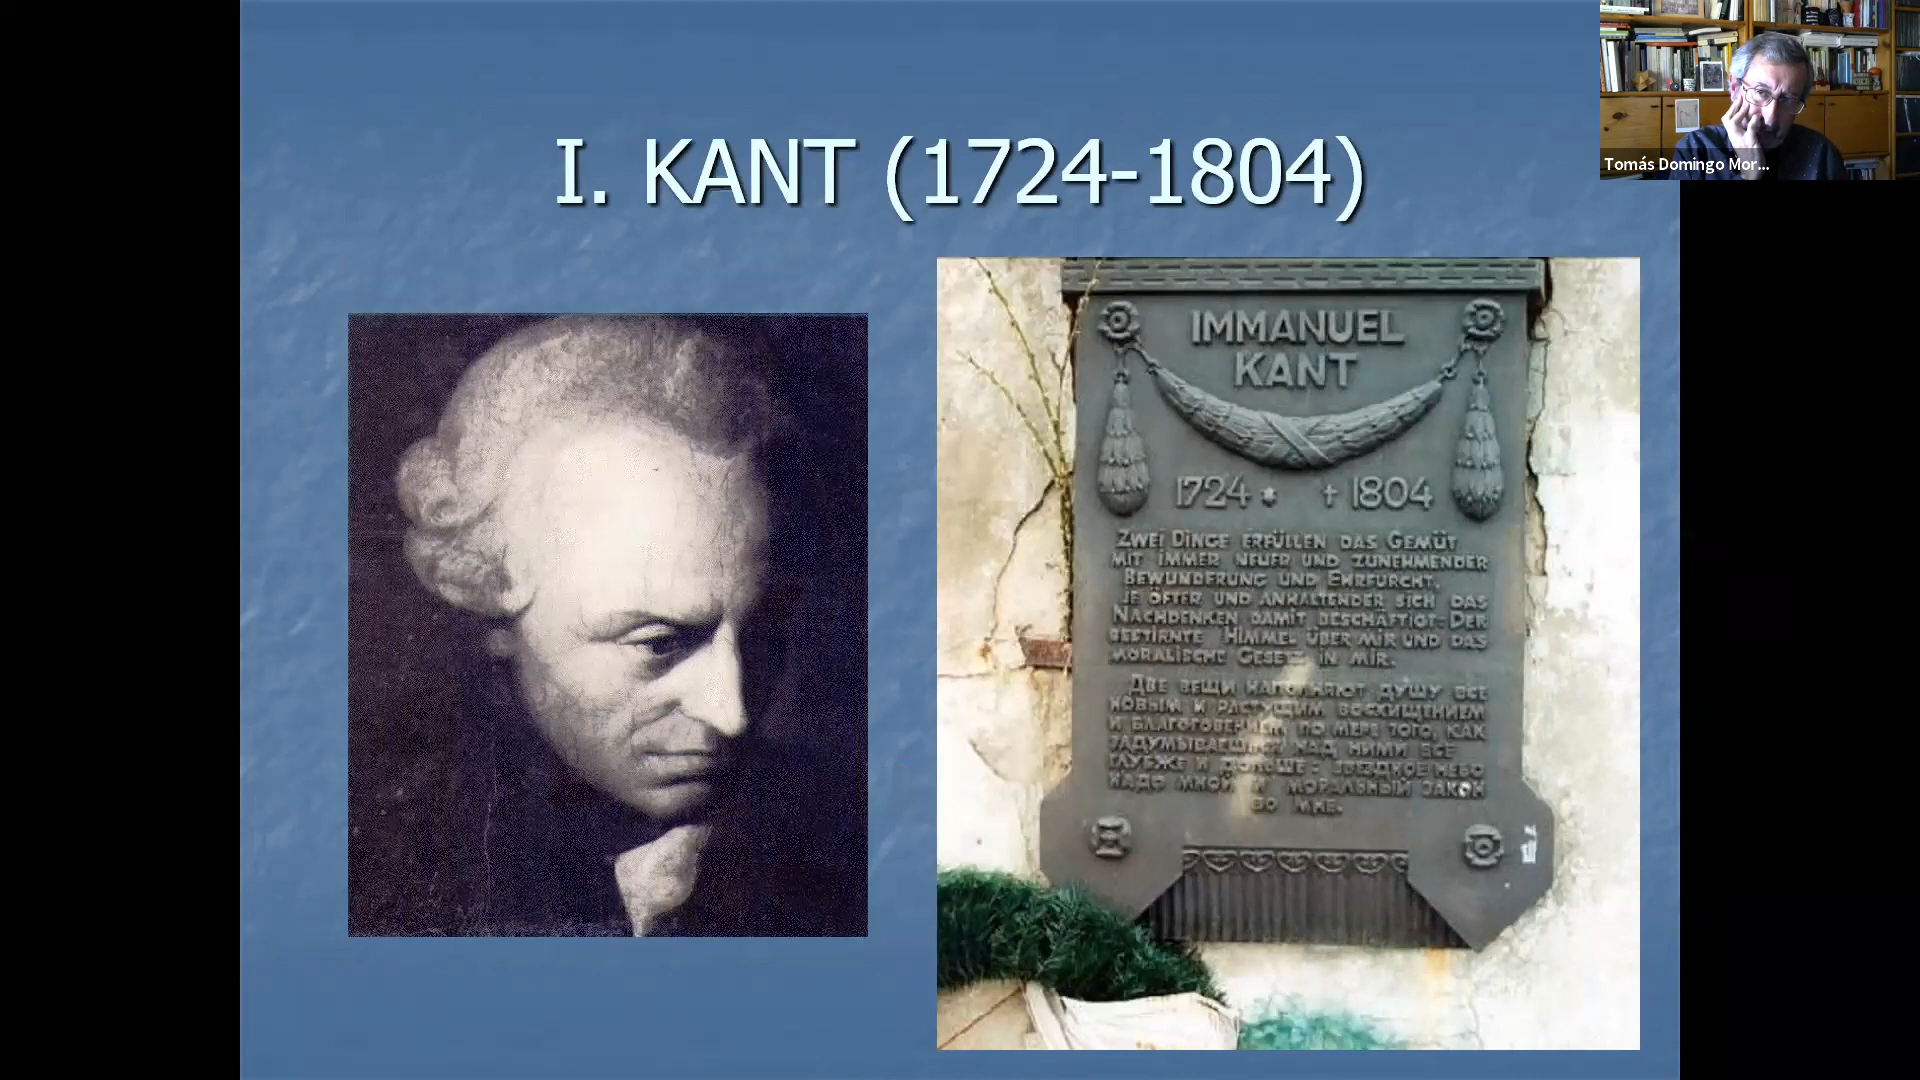 I. KANT (1724-1804)
Tomás Domingo Mor...
IMMANUEL
KANT
1724 * † 1804
ZWEI DINGE ERFÜLLEN DAS GEMÜT
MIT IMMER NEUER UND ZUNEHMENDER
BEWUNDERUNG UND EHRFURCHT,
JE ÖFTER UND ANHALTENDER SICH DAS
NACHDENKEN DAMIT BESCHÄFTIGT: DER
BESTIRNTE HIMMEL ÜBER MIR UND DAS
MORALISCHE GESETZ IN MIR.
ДВЕ ВЕЩИ НАПОЛНЯЮТ ДУШУ ВСЕ
НОВЫМ И РАСТУЩИМ ВОСХИЩЕНИЕМ
И БЛАГОГОВЕНИЕМ ПО МЕРЕ ТОГО, КАК
ЗАДУМЫВАЕШЬСЯ НАД НИМИ ВСЕ
ГЛУБЖЕ И ДОЛЬШЕ: ЗВЕЗДНОЕ НЕБО
НАДО МНОЙ И МОРАЛЬНЫЙ ЗАКОН
ВО МНЕ.